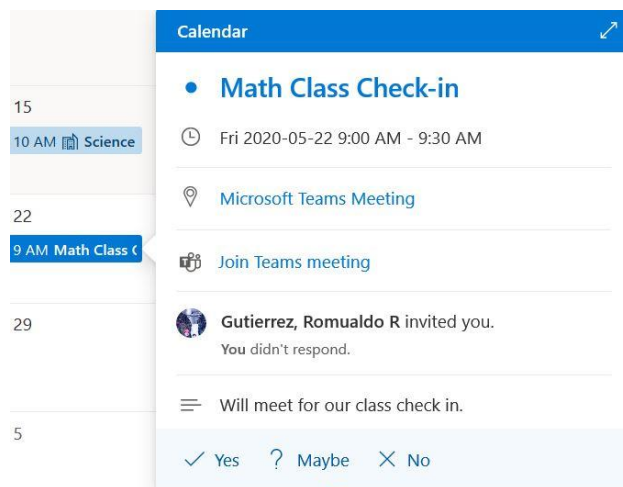 Calendar
Math Class Check-in
15
Fri 2020-05-22 9:00 AM - 9:30 AM
10 AM Science
Microsoft Teams Meeting
22
9 AM Math Class
Join Teams meeting
29
Gutierrez, Romualdo R invited you.
You didn't respond.
Will meet for our class check in.
5
Yes Maybe No